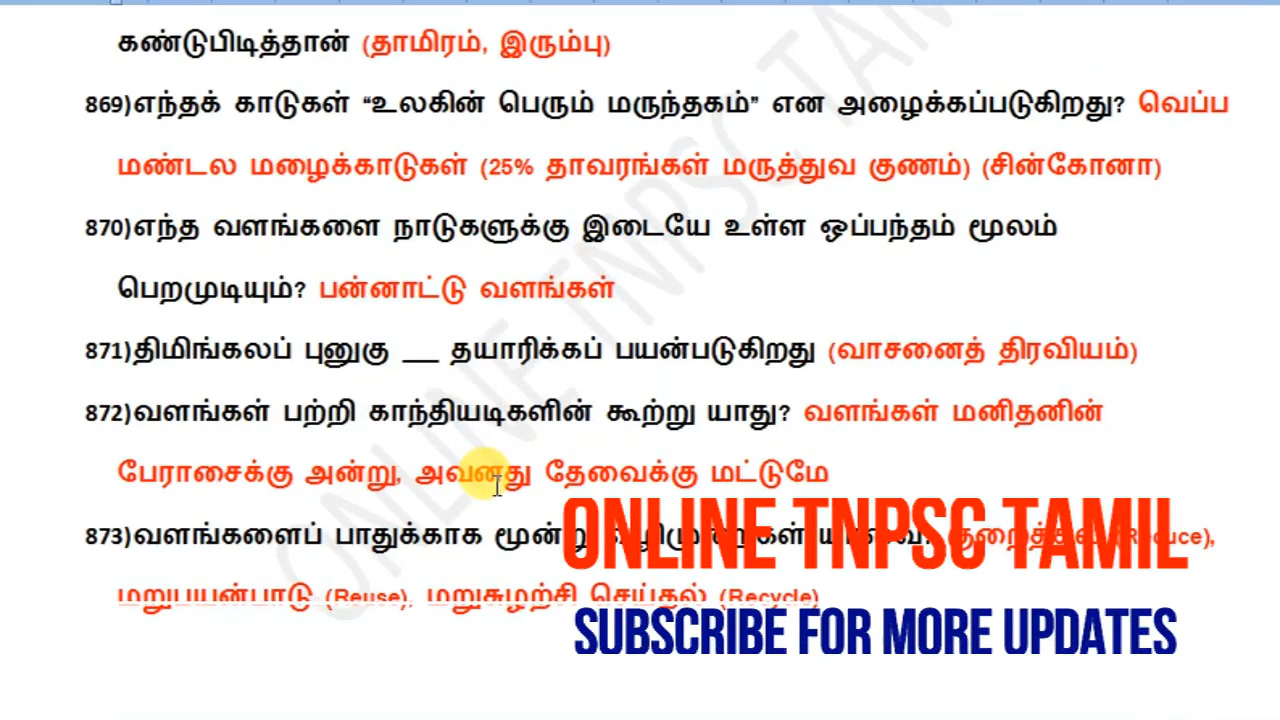 கண்டுபிடித்தான் (தாமிரம், இரும்பு)
869)எந்தக் காடுகள் “உலகின் பெரும் மருந்தகம்” என அழைக்கப்படுகிறது? வெப்ப
மண்டல மழைக்காடுகள் (25% தாவரங்கள் மருத்துவ குணம்) (சின்கோனா)
870)எந்த வளங்களை நாடுகளுக்கு இடையே உள்ள ஒப்பந்தம் மூலம்
பெறமுடியும்? பன்னாட்டு வளங்கள்
871)திமிங்கலப் புனுகு ___ தயாரிக்கப் பயன்படுகிறது (வாசனைத் திரவியம்)
872)வளங்கள் பற்றி காந்தியடிகளின் கூற்று யாது? வளங்கள் மனிதனின்
பேராசைக்கு அன்று, அவனது தேவைக்கு மட்டுமே
873)வளங்களைப் பாதுக்காக மூன்று (Reduce),
மறுபயன்பாடு (Reuse), மறுசுழற்சி செய்தல் (Recycle)
ONLINE TNPSC TAMIL
SUBSCRIBE FOR MORE UPDATES
ONLINE TNPSC TAM